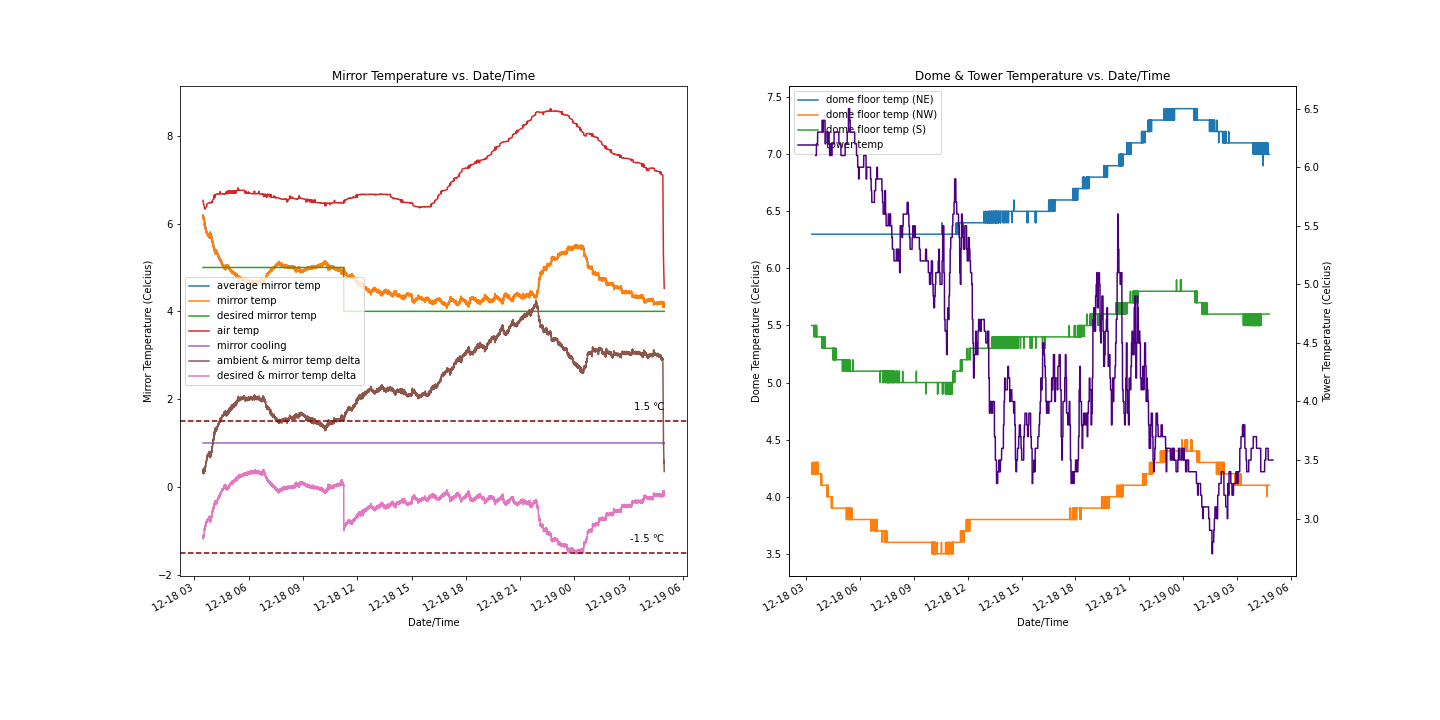 Mirror Temperature vs. Date/Time
Mirror Temperature (Celcius)
8
6
4
2
0
−2
average mirror temp
mirror temp
desired mirror temp
air temp
mirror cooling
ambient & mirror temp delta
desired & mirror temp delta
1.5 °C
-1.5 °C
12-18 03
12-18 06
12-18 09
12-18 12
12-18 15
12-18 18
12-18 21
12-19 00
12-19 03
12-19 06
Date/Time
Dome & Tower Temperature vs. Date/Time
Dome Temperature (Celcius)
7.5
7.0
6.5
6.0
5.5
5.0
4.5
4.0
3.5
dome floor temp (NE)
dome floor temp (NW)
dome floor temp (S)
tower temp
6.5
6.0
5.5
5.0
4.5
4.0
3.5
3.0
Tower Temperature (Celcius)
12-18 03
12-18 06
12-18 09
12-18 12
12-18 15
12-18 18
12-18 21
12-19 00
12-19 03
12-19 06
Date/Time